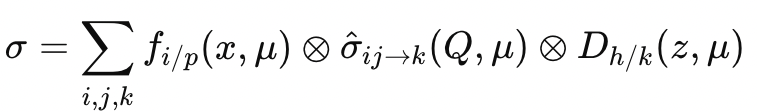 σ = ∑_{i,j,k} f_{i/p}(x, μ) ⊗ σ̂_{ij→k}(Q, μ) ⊗ D_{h/k}(z, μ)